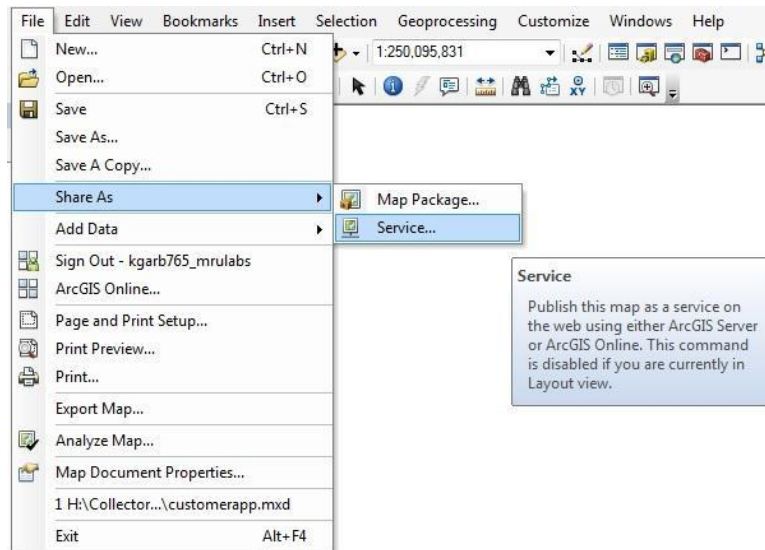 File Edit View Bookmarks Insert Selection Geoprocessing Customize Windows Help
New... Ctrl+N
1:250,095,831
Open... Ctrl+O
Save Ctrl+S
Save As...
Save A Copy...
Share As
Map Package...
Add Data
Service...
Sign Out - kgarb765_mrulabs
ArcGIS Online...
Page and Print Setup...
Print Preview...
Print...
Export Map...
Analyze Map...
Map Document Properties...
1 H:\Collector...\customerapp.mxd
Exit Alt+F4
Service
Publish this map as a service on
the web using either ArcGIS Server
or ArcGIS Online. This command
is disabled if you are currently in
Layout view.